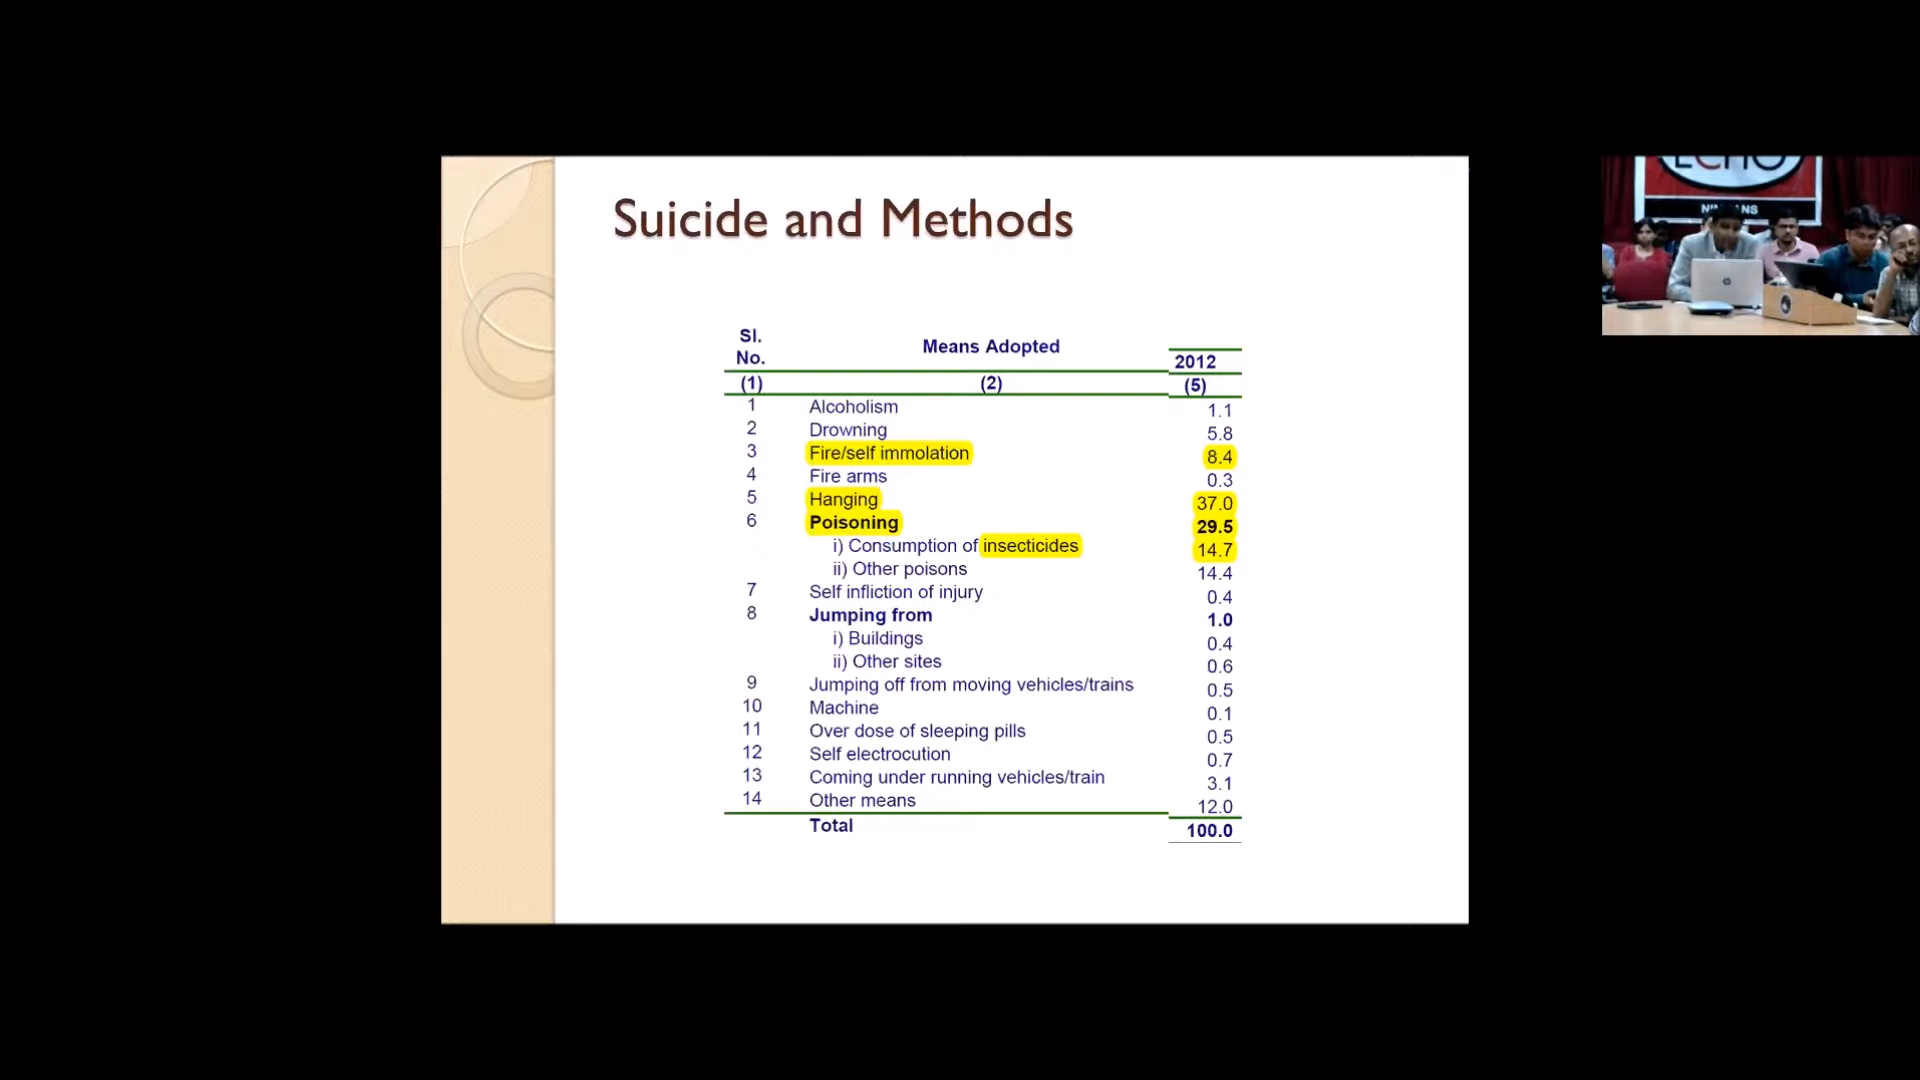 Suicide and Methods
ECHO
Sl.
No. Means Adopted 2012
(1) (2) (5)
1 Alcoholism 1.1
2 Drowning 5.8
3 Fire/self immolation 8.4
4 Fire arms 0.3
5 Hanging 37.0
6 Poisoning 29.5
i) Consumption of insecticides 14.7
ii) Other poisons 14.4
7 Self infliction of injury 0.4
8 Jumping from 1.0
i) Buildings 0.4
ii) Other sites 0.6
9 Jumping off from moving vehicles/trains 0.5
10 Machine 0.1
11 Over dose of sleeping pills 0.5
12 Self electrocution 0.7
13 Coming under running vehicles/train 3.1
14 Other means 12.0
Total 100.0